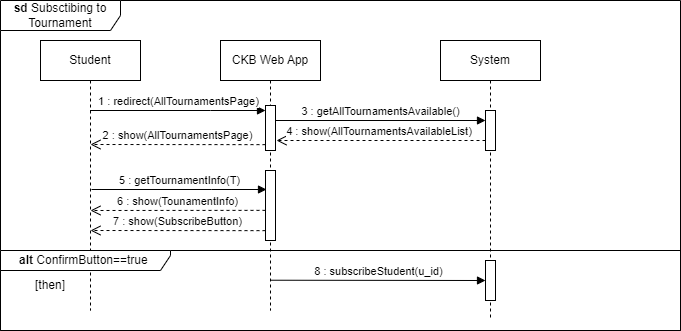 sd Subsctibing to
Tournament
Student
CKB Web App
System
1 : redirect(AllTournamentsPage)
3 : getAllTournamentsAvailable()
2 : show(AllTournamentsPage)
4 : show(AllTournamentsAvailableList)
5 : getTournamentInfo(T)
6 : show(TounamentInfo)
7 : show(SubscribeButton)
alt ConfirmButton==true
8 : subscribeStudent(u_id)
[then]